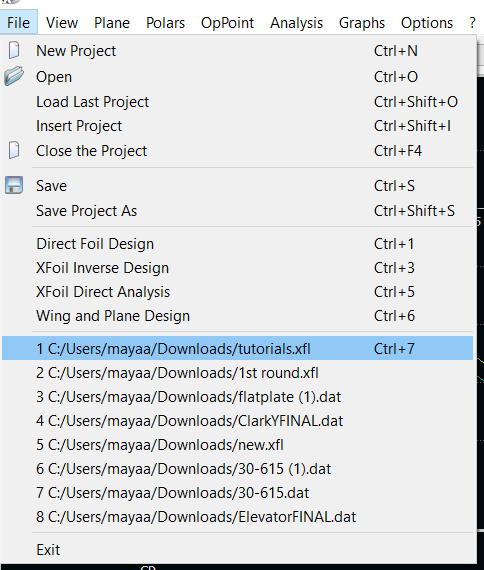 File View Plane Polars OpPoint Analysis Graphs Options ?
New Project Ctrl+N
Open Ctrl+O
Load Last Project Ctrl+Shift+O
Insert Project Ctrl+Shift+I
Close the Project Ctrl+F4
Save Ctrl+S
Save Project As Ctrl+Shift+S
Direct Foil Design Ctrl+1
XFoil Inverse Design Ctrl+3
XFoil Direct Analysis Ctrl+5
Wing and Plane Design Ctrl+6
1 C:/Users/mayaa/Downloads/tutorials.xfl Ctrl+7
2 C:/Users/mayaa/Downloads/1st round.xfl
3 C:/Users/mayaa/Downloads/flatplate (1).dat
4 C:/Users/mayaa/Downloads/ClarkYFINAL.dat
5 C:/Users/mayaa/Downloads/new.xfl
6 C:/Users/mayaa/Downloads/30-615 (1).dat
7 C:/Users/mayaa/Downloads/30-615.dat
8 C:/Users/mayaa/Downloads/ElevatorFINAL.dat
Exit